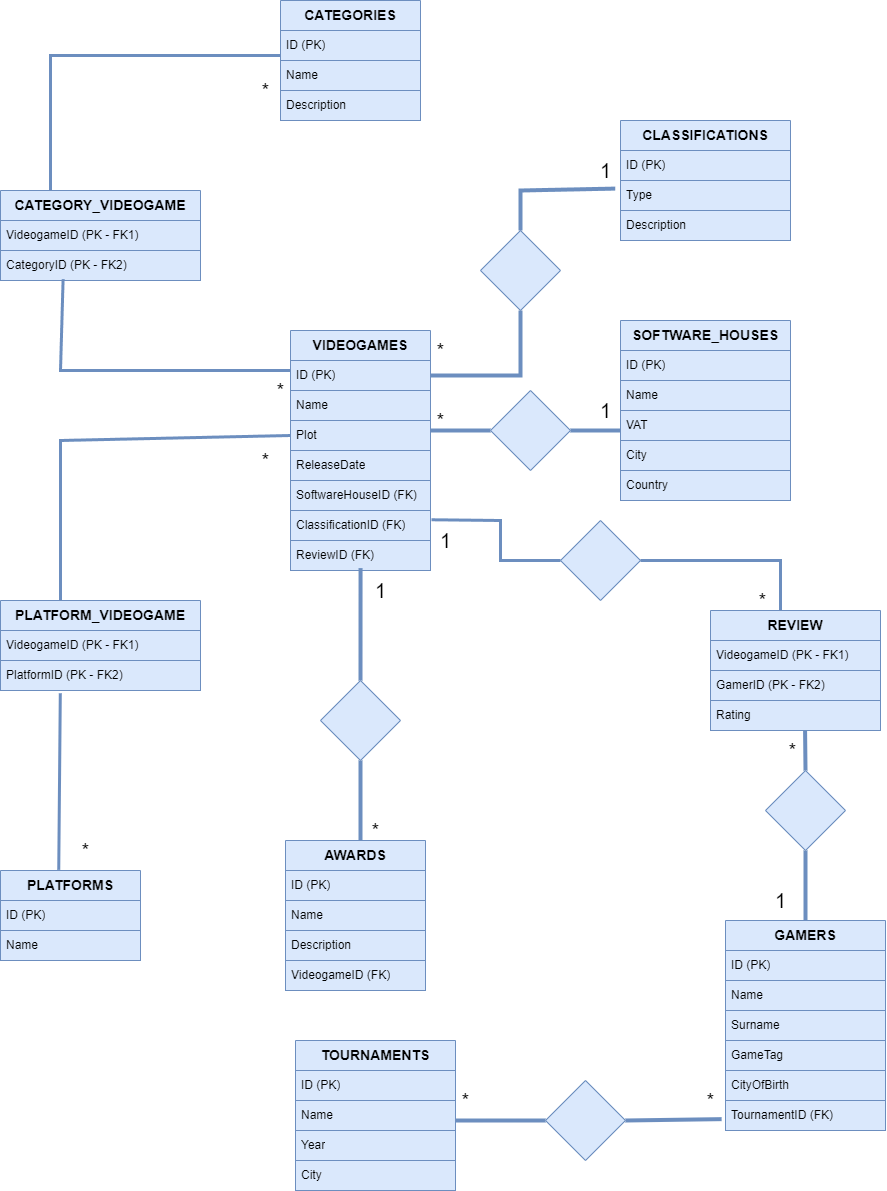 CATEGORIES
ID (PK)
Name
Description
*
CLASSIFICATIONS
ID (PK)
Type
Description
1
CATEGORY_VIDEOGAME
VideogameID (PK - FK1)
CategoryID (PK - FK2)
VIDEOGAMES
ID (PK)
Name
Plot
ReleaseDate
SoftwareHouseID (FK)
ClassificationID (FK)
ReviewID (FK)
*
*
*
*
1
1
SOFTWARE_HOUSES
ID (PK)
Name
VAT
City
Country
1
PLATFORM_VIDEOGAME
VideogameID (PK - FK1)
PlatformID (PK - FK2)
*
REVIEW
VideogameID (PK - FK1)
GamerID (PK - FK2)
Rating
*
*
PLATFORMS
ID (PK)
Name
*
AWARDS
ID (PK)
Name
Description
VideogameID (FK)
1
GAMERS
ID (PK)
Name
Surname
GameTag
CityOfBirth
TournamentID (FK)
*
TOURNAMENTS
ID (PK)
Name
Year
City
*